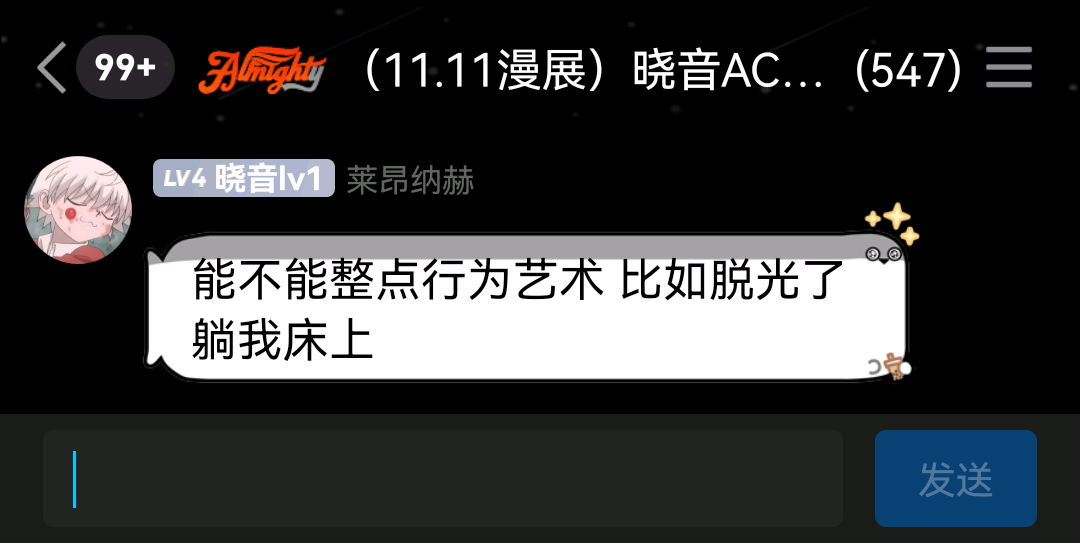 99+ Almighty （11.11漫展）晓音AC... (547)
LV4 晓音lv1 莱昂纳赫
能不能整点行为艺术 比如脱光了
躺我床上
发送